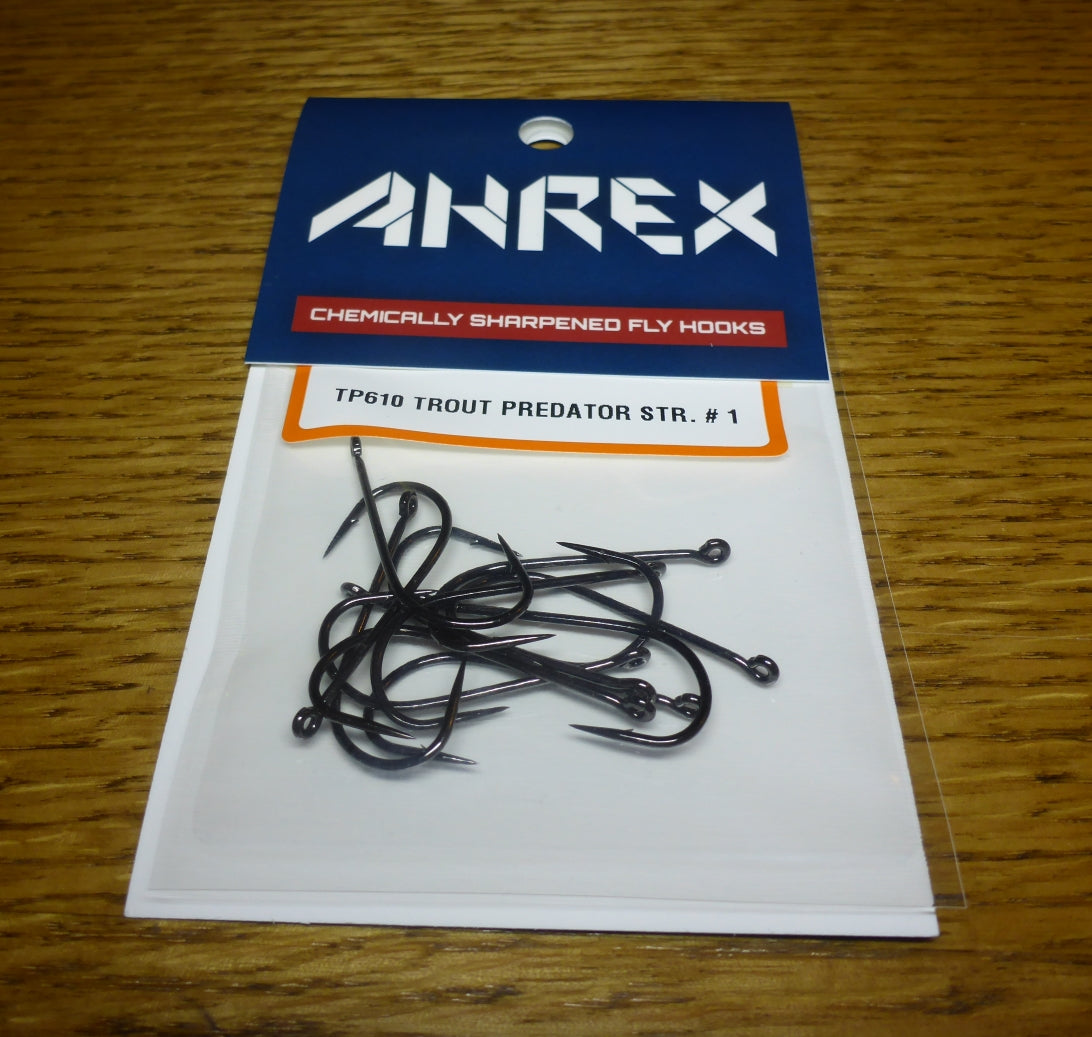 AHREX
CHEMICALLY SHARPENED FLY HOOKS
TP610 TROUT PREDATOR STR. # 1